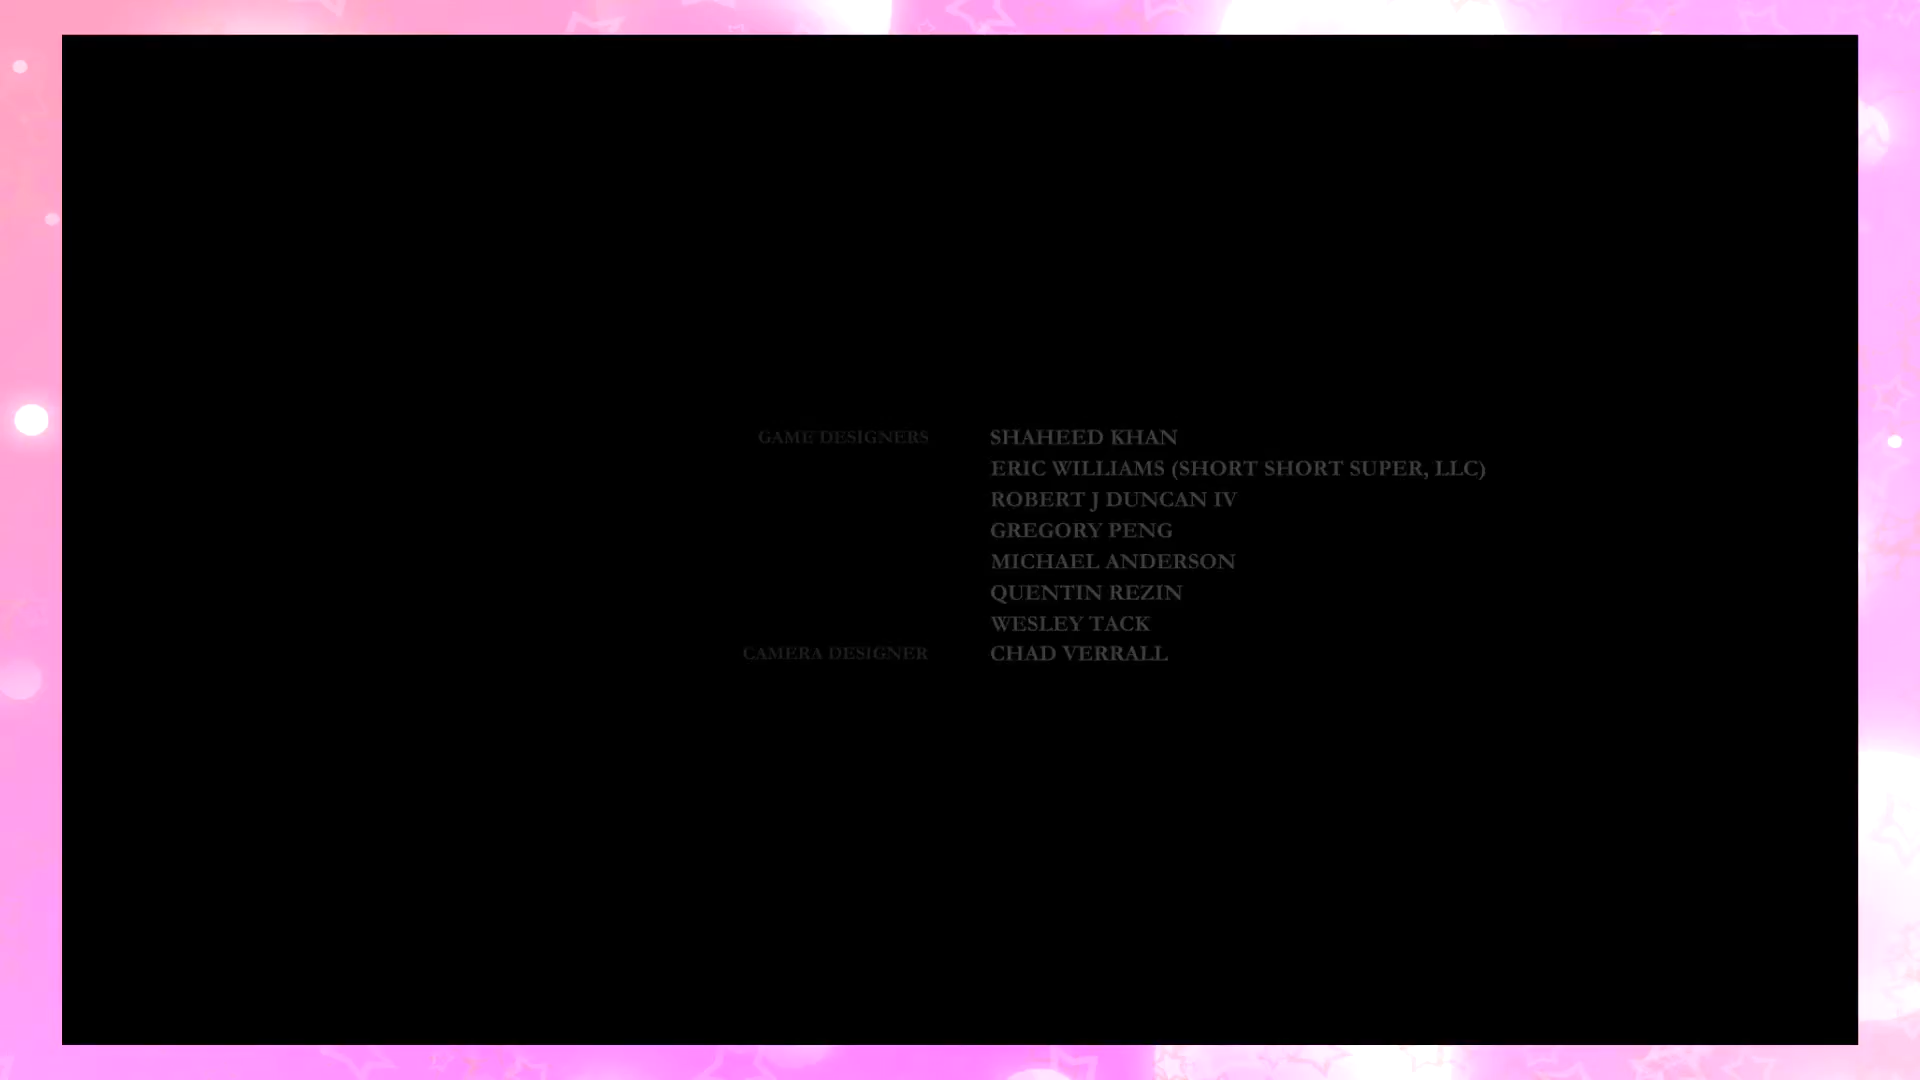 GAME DESIGNERS SHAHEED KHAN
ERIC WILLIAMS (SHORT SHORT SUPER, LLC)
ROBERT J DUNCAN IV
GREGORY PENG
MICHAEL ANDERSON
QUENTIN REZIN
WESLEY TACK
CAMERA DESIGNER CHAD VERRALL